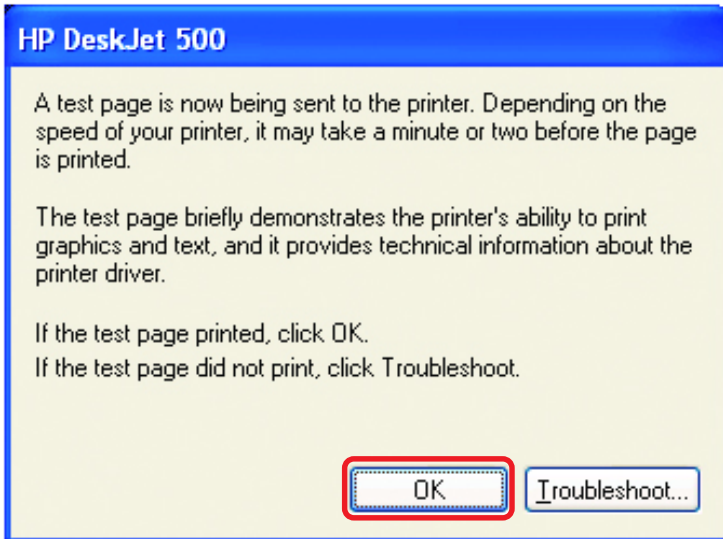 HP DeskJet 500
A test page is now being sent to the printer. Depending on the
speed of your printer, it may take a minute or two before the page
is printed.
The test page briefly demonstrates the printer's ability to print
graphics and text, and it provides technical information about the
printer driver.
If the test page printed, click OK.
If the test page did not print, click Troubleshoot.
OK
Troubleshoot...